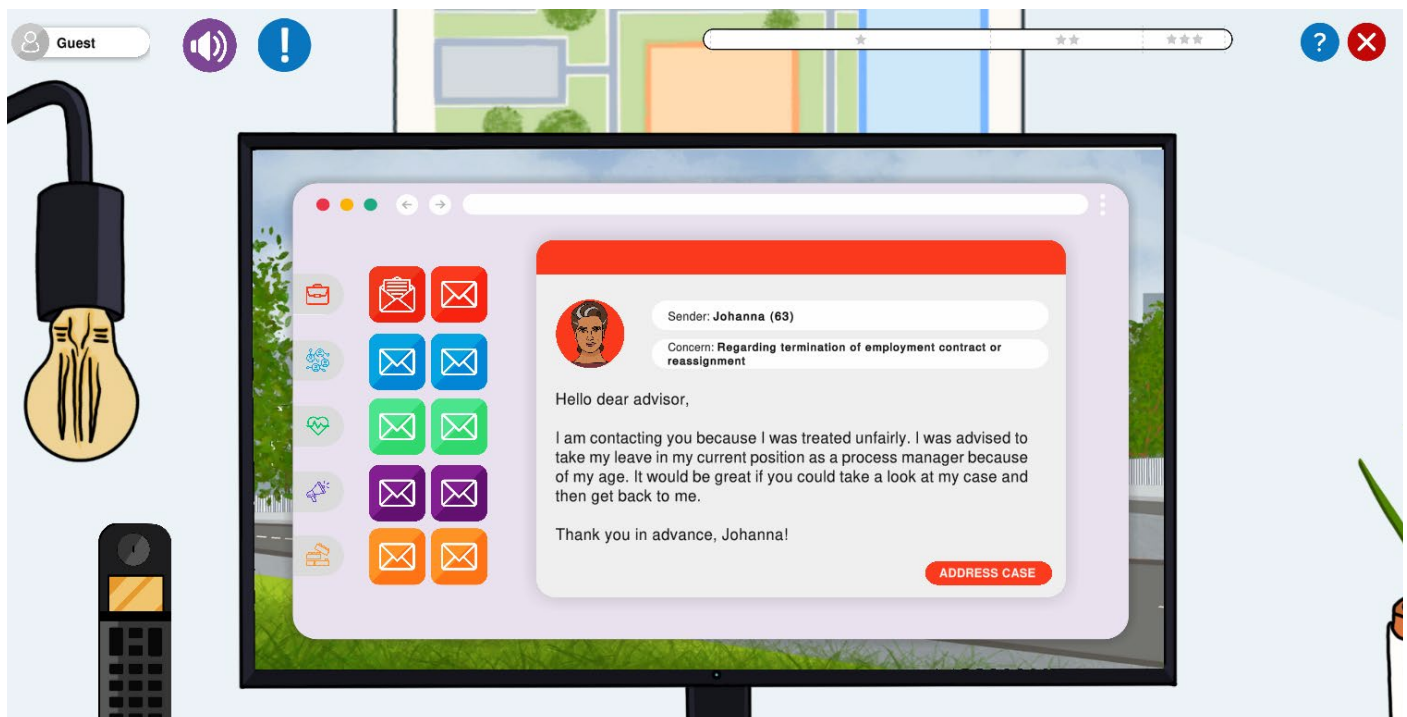 Guest
!
?
Sender: Johanna (63)
Concern: Regarding termination of employment contract or
reassignment
Hello dear advisor,
I am contacting you because I was treated unfairly. I was advised to
take my leave in my current position as a process manager because
of my age. It would be great if you could take a look at my case and
then get back to me.
Thank you in advance, Johanna!
ADDRESS CASE